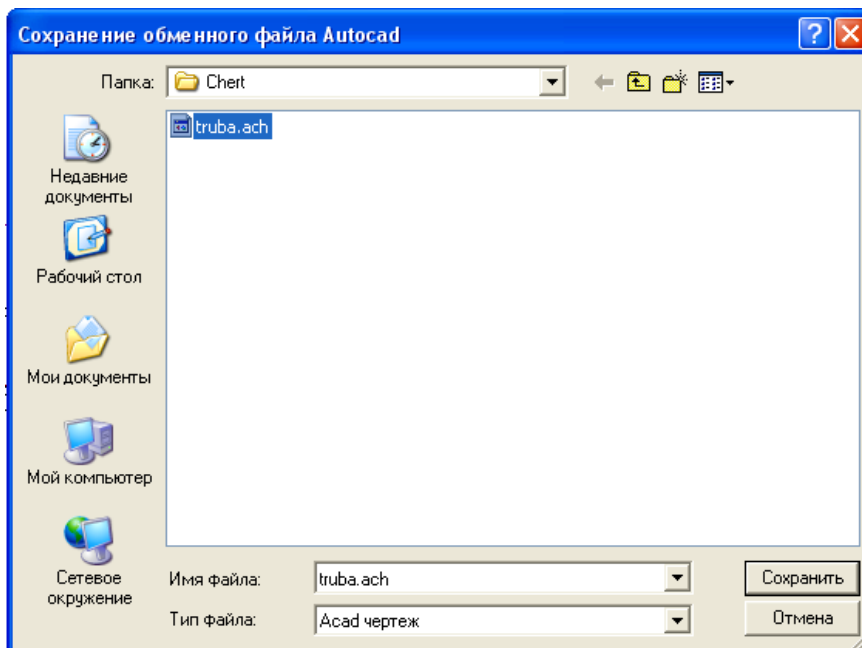 Сохранение обменного файла Autocad
Папка: Chert
truba.ach
Недавние
документы
Рабочий стол
Мои документы
Мой компьютер
Сетевое
окружение
Имя файла: truba.ach Сохранить
Тип файла: Acad чертеж Отмена